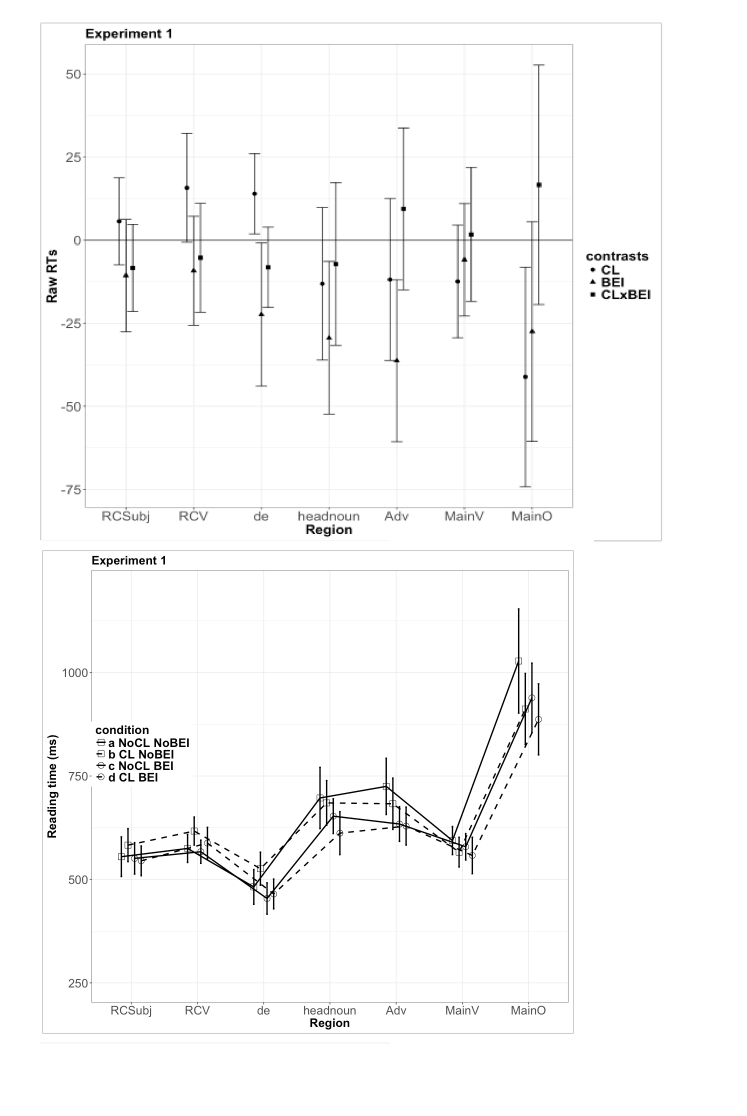 Experiment 1
50
25
0
-25
-50
-75
Raw RTs
contrasts
CL
BEI
CLxBEI
RCSubj RCV de headnoun Adv MainV MainO
Region
Experiment 1
1000
750
500
250
Reading time (ms)
condition
a NoCL NoBEI
b CL NoBEI
c NoCL BEI
d CL BEI
RCSubj RCV de headnoun Adv MainV MainO
Region